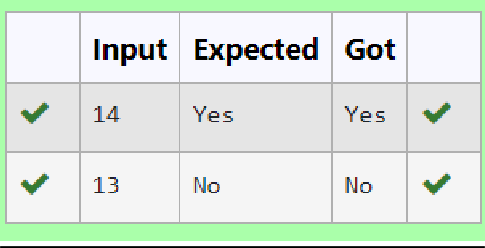 Input Expected Got
14 Yes Yes
13 No No